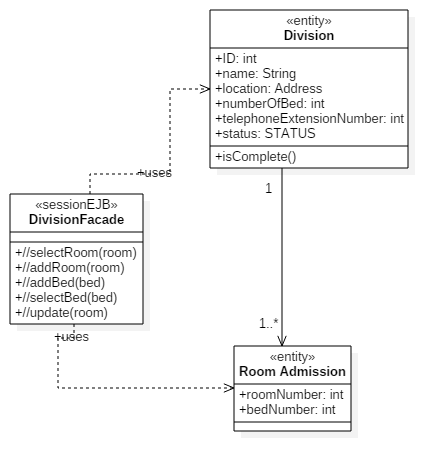 «entity»
Division
+ID: int
+name: String
+location: Address
+numberOfBed: int
+telephoneExtensionNumber: int
+status: STATUS
+isComplete()
+uses
1
«sessionEJB»
DivisionFacade
+//selectRoom(room)
+//addRoom(room)
+//addBed(bed)
+//selectBed(bed)
+//update(room)
+uses
1..*
«entity»
Room Admission
+roomNumber: int
+bedNumber: int